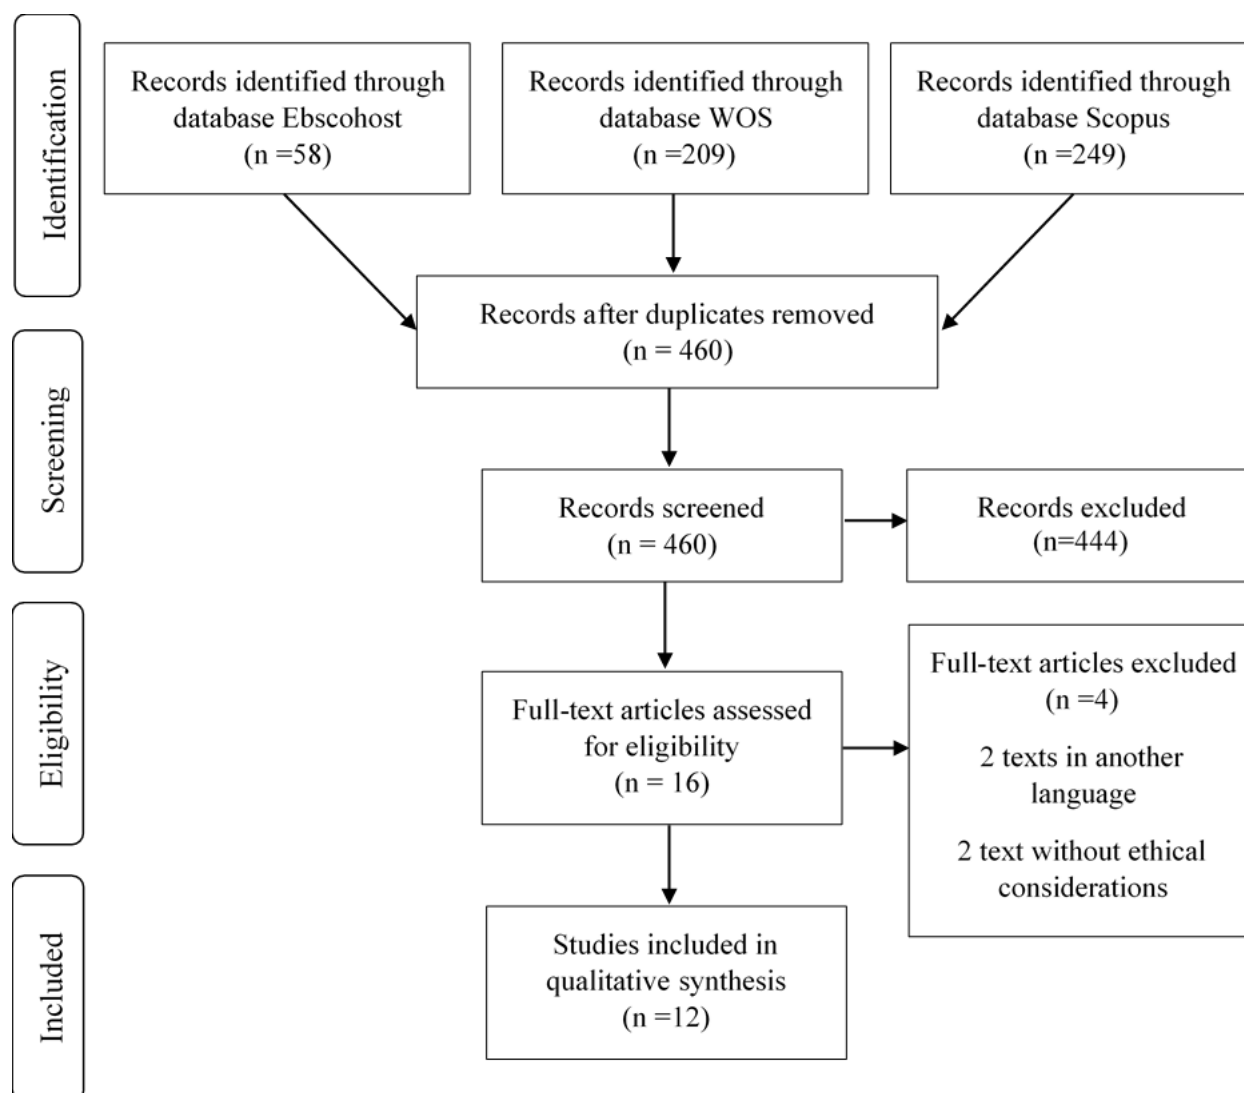 Identification
Records identified through
database Ebscohost
(n =58)
Records identified through
database WOS
(n =209)
Records identified through
database Scopus
(n =249)
Records after duplicates removed
(n = 460)
Screening
Records screened
(n = 460)
Records excluded
(n=444)
Eligibility
Full-text articles assessed
for eligibility
(n = 16)
Full-text articles excluded
(n =4)
2 texts in another
language
2 text without ethical
considerations
Included
Studies included in
qualitative synthesis
(n =12)